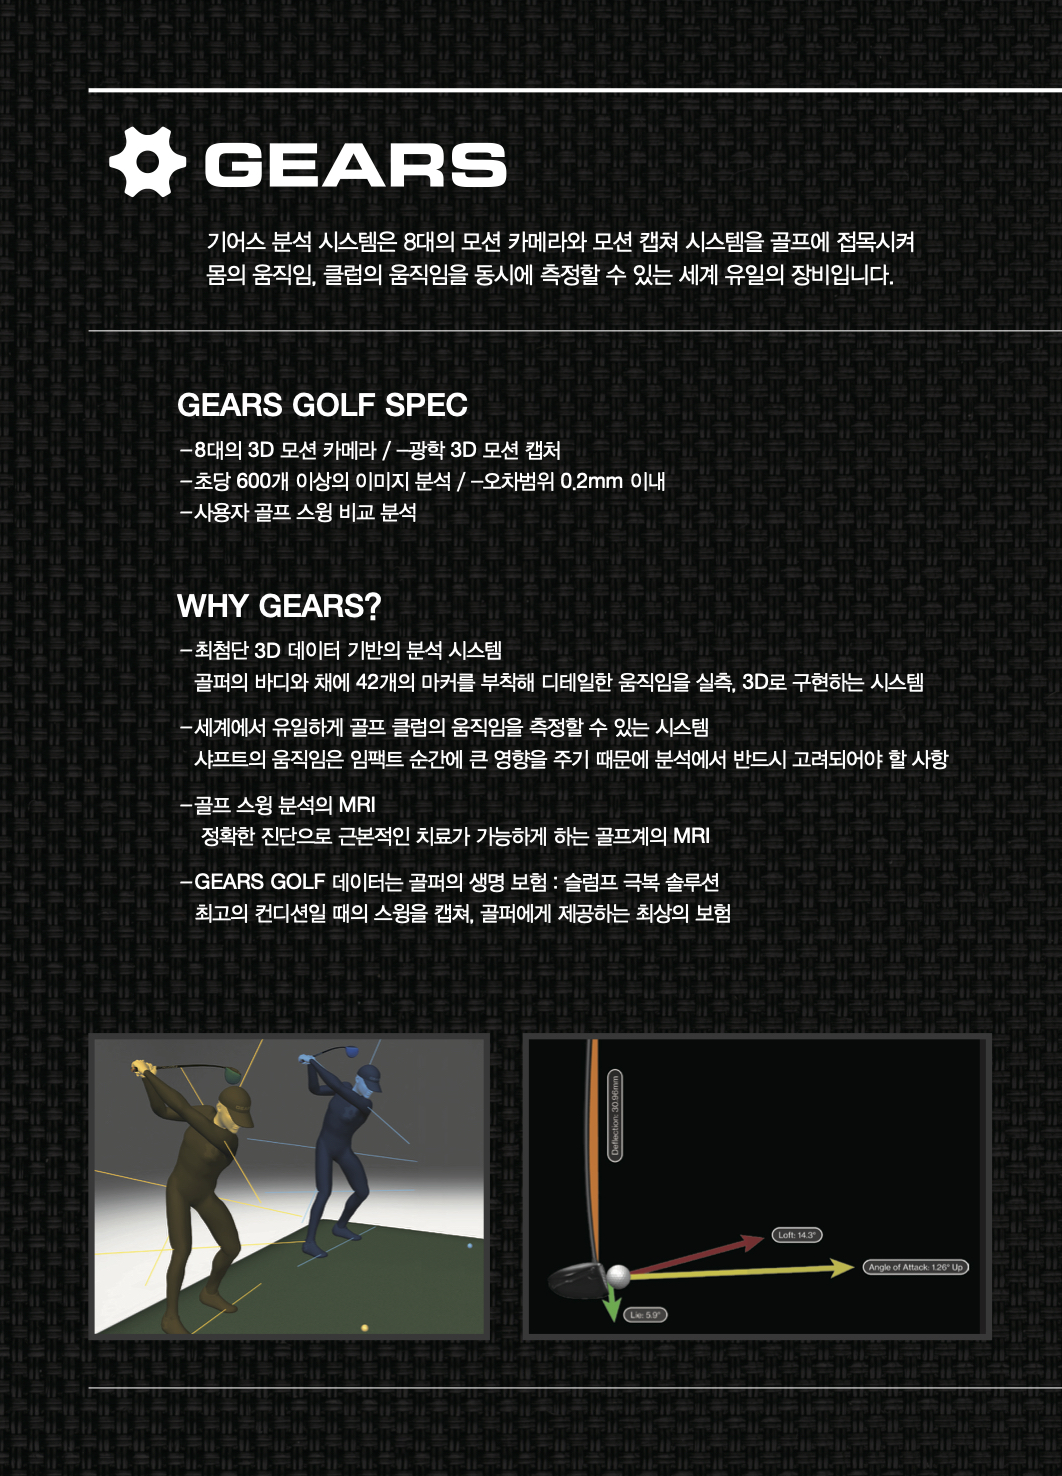 GEARS
기어스 분석 시스템은 8대의 모션 카메라와 모션 캡쳐 시스템을 골프에 접목시켜
몸의 움직임, 클럽의 움직임을 동시에 측정할 수 있는 세계 유일의 장비입니다.
GEARS GOLF SPEC
-8대의 3D 모션 카메라 / -광학 3D 모션 캡처
-초당 600개 이상의 이미지 분석 / -오차범위 0.2mm 이내
-사용자 골프 스윙 비교 분석
WHY GEARS?
-최첨단 3D 데이터 기반의 분석 시스템
골퍼의 바디와 채에 42개의 마커를 부착해 디테일한 움직임을 실측, 3D로 구현하는 시스템
-세계에서 유일하게 골프 클럽의 움직임을 측정할 수 있는 시스템
샤프트의 움직임은 임팩트 순간에 큰 영향을 주기 때문에 분석에서 반드시 고려되어야 할 사항
-골프 스윙 분석의 MRI
정확한 진단으로 근본적인 치료가 가능하게 하는 골프계의 MRI
-GEARS GOLF 데이터는 골퍼의 생명 보험 : 슬럼프 극복 솔루션
최고의 컨디션일 때의 스윙을 캡쳐, 골퍼에게 제공하는 최상의 보험
Deflection: 30.96mm
Loft: 14.3°
Angle of Attack: 1.26° Up
Lie: 5.9°